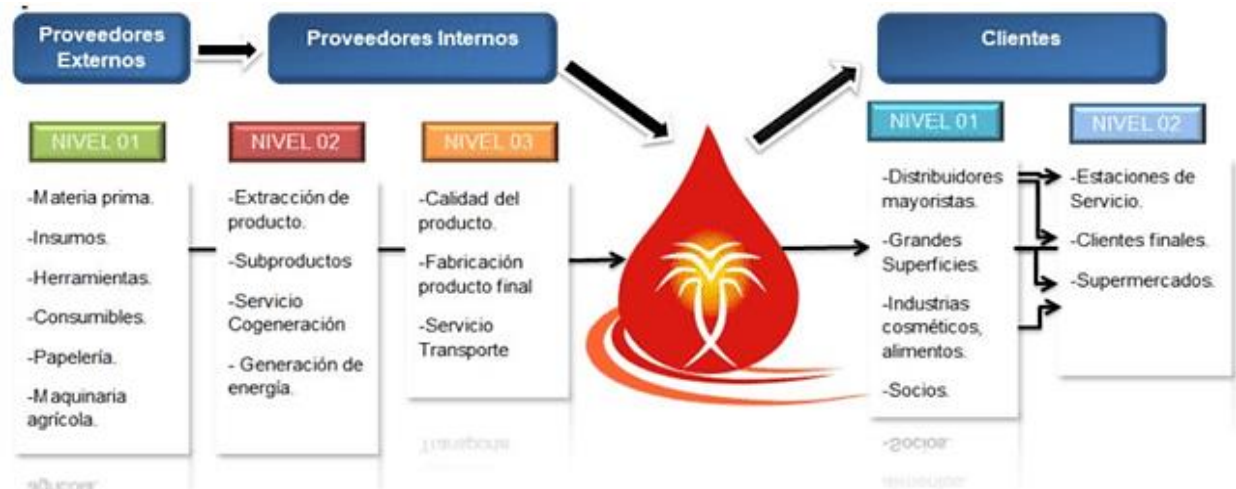 Proveedores
Externos
Proveedores Internos
Clientes
NIVEL 01
-Materia prima.
-Insumos.
-Herramientas.
-Consumibles.
-Papelería.
-Maquinaria
agrícola.
NIVEL 02
-Extracción de
producto.
-Subproductos
-Servicio
Cogeneración
- Generación de
energía.
NIVEL 03
-Calidad del
producto.
-Fabricación
producto final
-Servicio
Transporte
NIVEL 01
-Distribuidores
mayoristas.
-Grandes
Superficies.
-Industrias
cosméticos,
alimentos.
-Socios.
NIVEL 02
-Estaciones de
Servicio.
-Clientes finales.
-Supermercados.